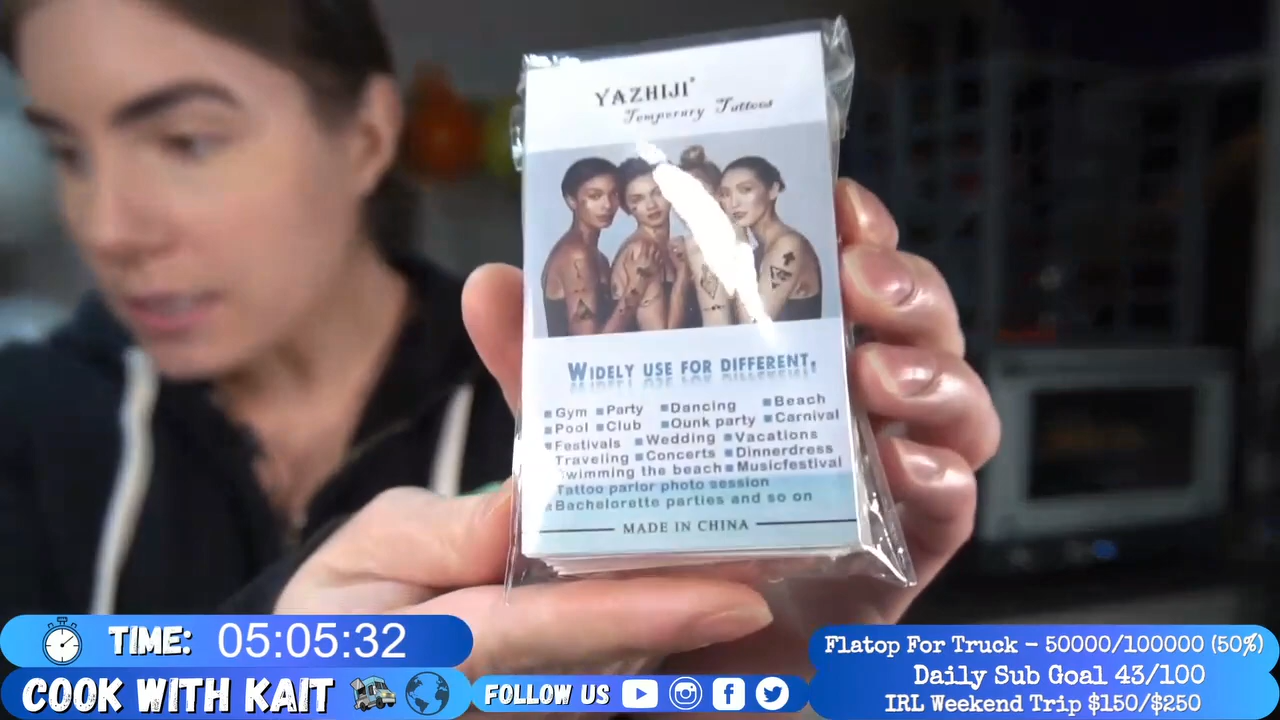 YAZHIJI®
Temporary Tattoos
WIDELY USE FOR DIFFERENT,
Gym Party Dancing Beach
Pool Club Ounk party Carnival
Festivals Wedding Vacations
Traveling Concerts Dinnerdress
wimming the beach Musicfestival
Tattoo parlor photo session
Bachelorette parties and so on
MADE IN CHINA
TIME: 05:05:32
COOK WITH KAIT
FOLLOW US
Flatop For Truck - 50000/100000 (50%)
Daily Sub Goal 43/100
IRL Weekend Trip $150/$250